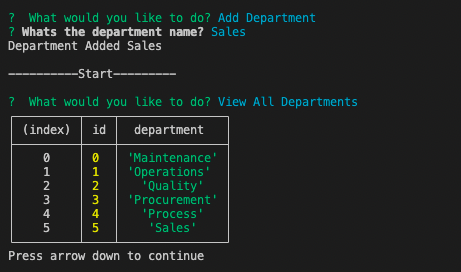 ?  What would you like to do? Add Department
? Whats the department name? Sales
Department Added Sales
----------Start---------
?  What would you like to do? View All Departments
(index) id department
0 0 'Maintenance'
1 1 'Operations'
2 2 'Quality'
3 3 'Procurement'
4 4 'Process'
5 5 'Sales'
Press arrow down to continue